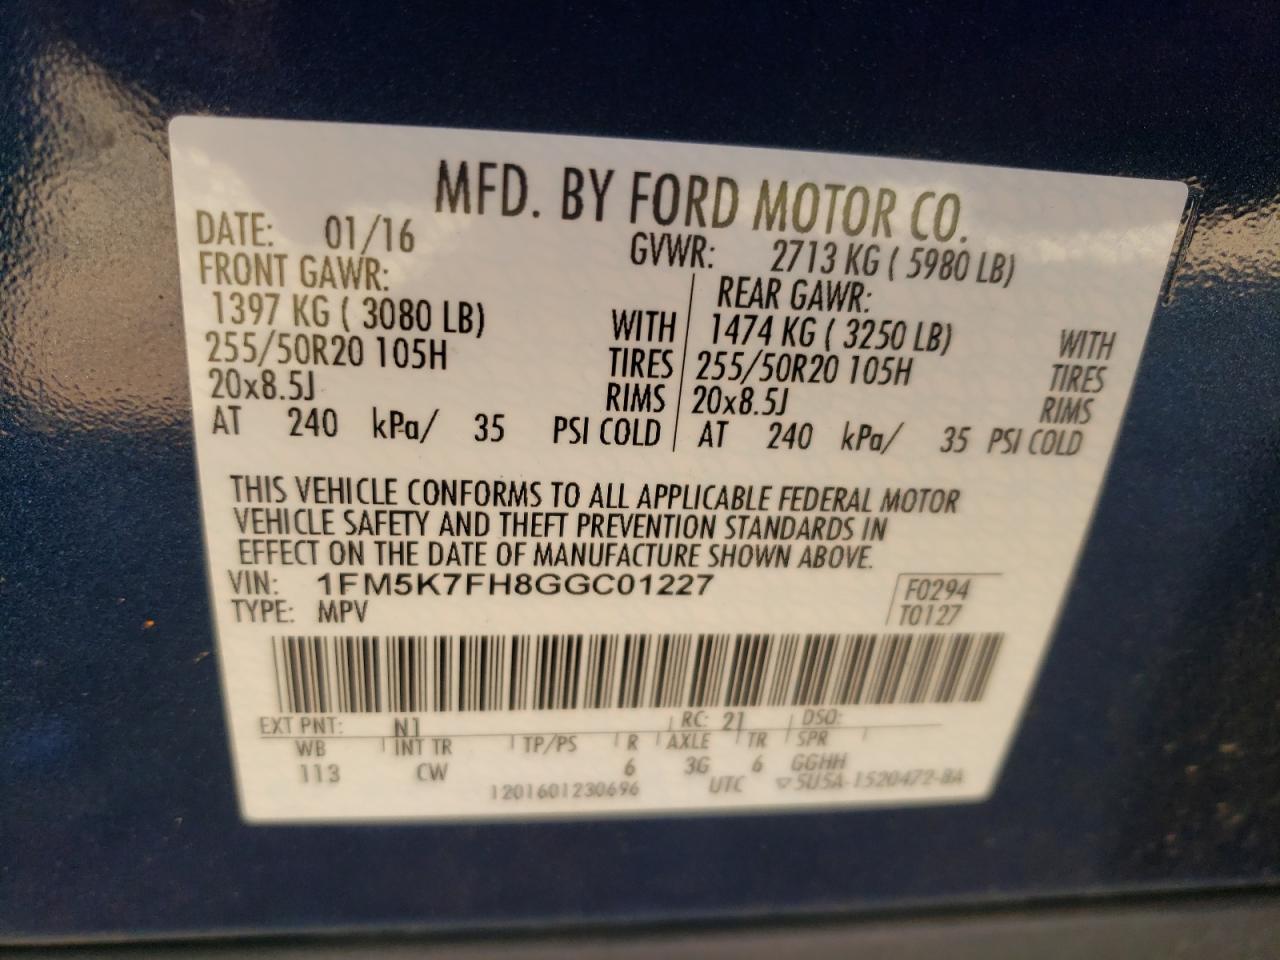 MFD. BY FORD MOTOR CO.
DATE: 01/16 GVWR: 2713 KG ( 5980 LB)
FRONT GAWR: REAR GAWR:
1397 KG ( 3080 LB) WITH 1474 KG ( 3250 LB) WITH
255/50R20 105H TIRES 255/50R20 105H TIRES
20x8.5J RIMS 20x8.5J RIMS
AT 240 kPa/ 35 PSI COLD AT 240 kPa/ 35 PSI COLD
THIS VEHICLE CONFORMS TO ALL APPLICABLE FEDERAL MOTOR
VEHICLE SAFETY AND THEFT PREVENTION STANDARDS IN
EFFECT ON THE DATE OF MANUFACTURE SHOWN ABOVE.
VIN: 1FM5K7FH8GGC01227 F0294
TYPE: MPV T0127
EXT PNT: N1 RC: 21 DSO:
WB INT TR TP/PS R AXLE TR SPR
113 CW 6 3G 6 GGHH
1201601230696 UTC 5U5A-1520472-BA